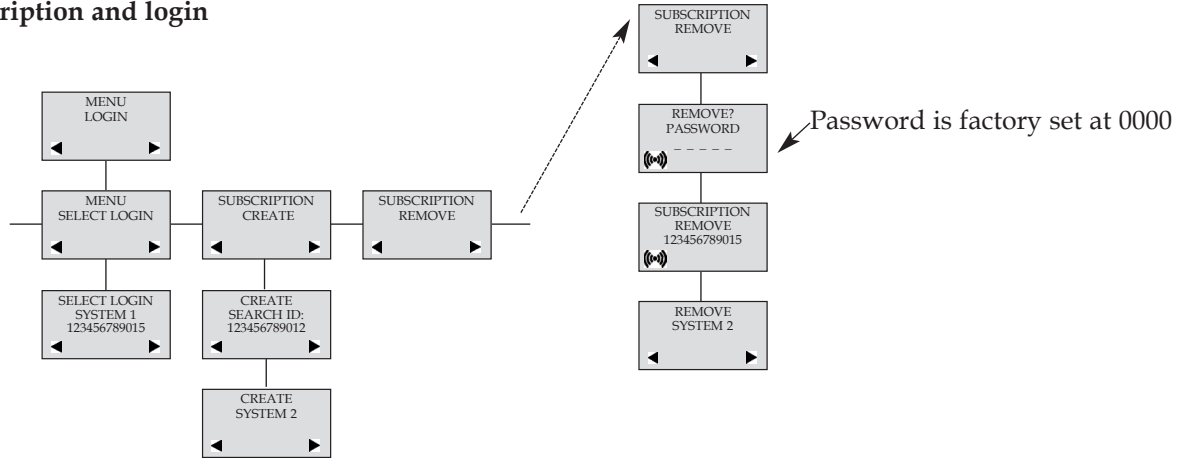 ription and login
MENU
LOGIN
MENU
SELECT LOGIN
SELECT LOGIN
SYSTEM 1
123456789015
SUBSCRIPTION
CREATE
CREATE
SEARCH ID:
123456789012
CREATE
SYSTEM 2
SUBSCRIPTION
REMOVE
SUBSCRIPTION
REMOVE
REMOVE?
PASSWORD
_ _ _ _ _
Password is factory set at 0000
SUBSCRIPTION
REMOVE
123456789015
REMOVE
SYSTEM 2